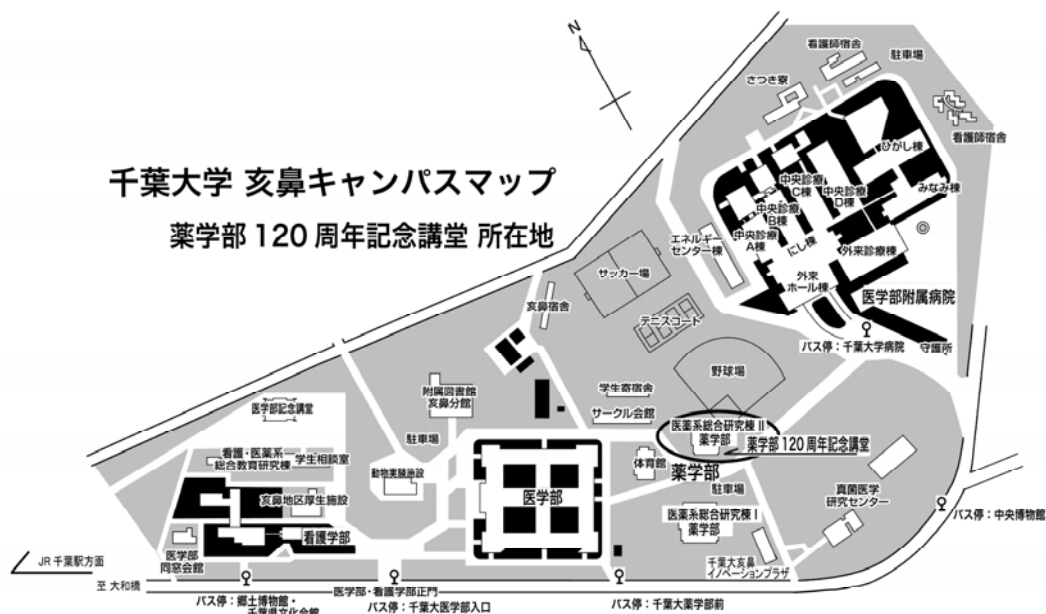 N
千葉大学 亥鼻キャンパスマップ
薬学部 120 周年記念講堂 所在地
看護師宿舎
駐車場
さつき寮
看護師宿舎
ひがし棟
みなみ棟
中央診療
C棟
中央診療
D棟
中央診療
B棟
中央診療
A棟
にし棟
外来診療棟
外来
ホール棟
エネルギー
センター棟
医学部附属病院
守護所
バス停：千葉大学病院
サッカー場
亥鼻宿舎
テニスコート
野球場
学生寄宿舎
サークル会館
附属図書館
亥鼻分館
医学部記念講堂
駐車場
看護・医薬系
総合教育研究棟
学生相談室
動物実験施設
亥鼻地区厚生施設
看護学部
医学部
同窓会館
医学部
体育館
医薬系総合研究棟 II
薬学部
薬学部 120 周年記念講堂
薬学部
駐車場
医薬系総合研究棟 I
薬学部
真菌医学
研究センター
千葉大亥鼻
イノベーションプラザ
バス停：中央博物館
JR 千葉駅方面
至 大和橋
医学部・看護学部正門
バス停：郷土博物館・
千葉県文化会館
バス停：千葉大医学部入口
バス停：千葉大薬学部前